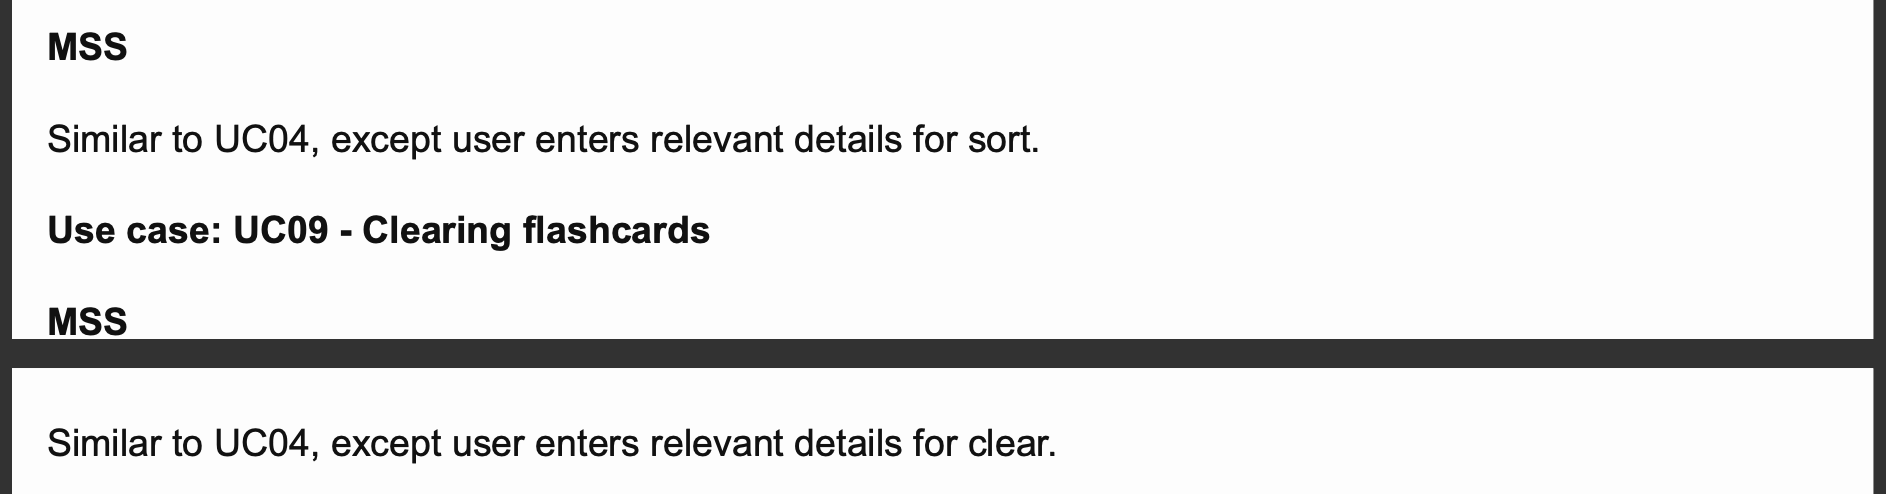 MSS
Similar to UC04, except user enters relevant details for sort.
Use case: UC09 - Clearing flashcards
MSS
Similar to UC04, except user enters relevant details for clear.